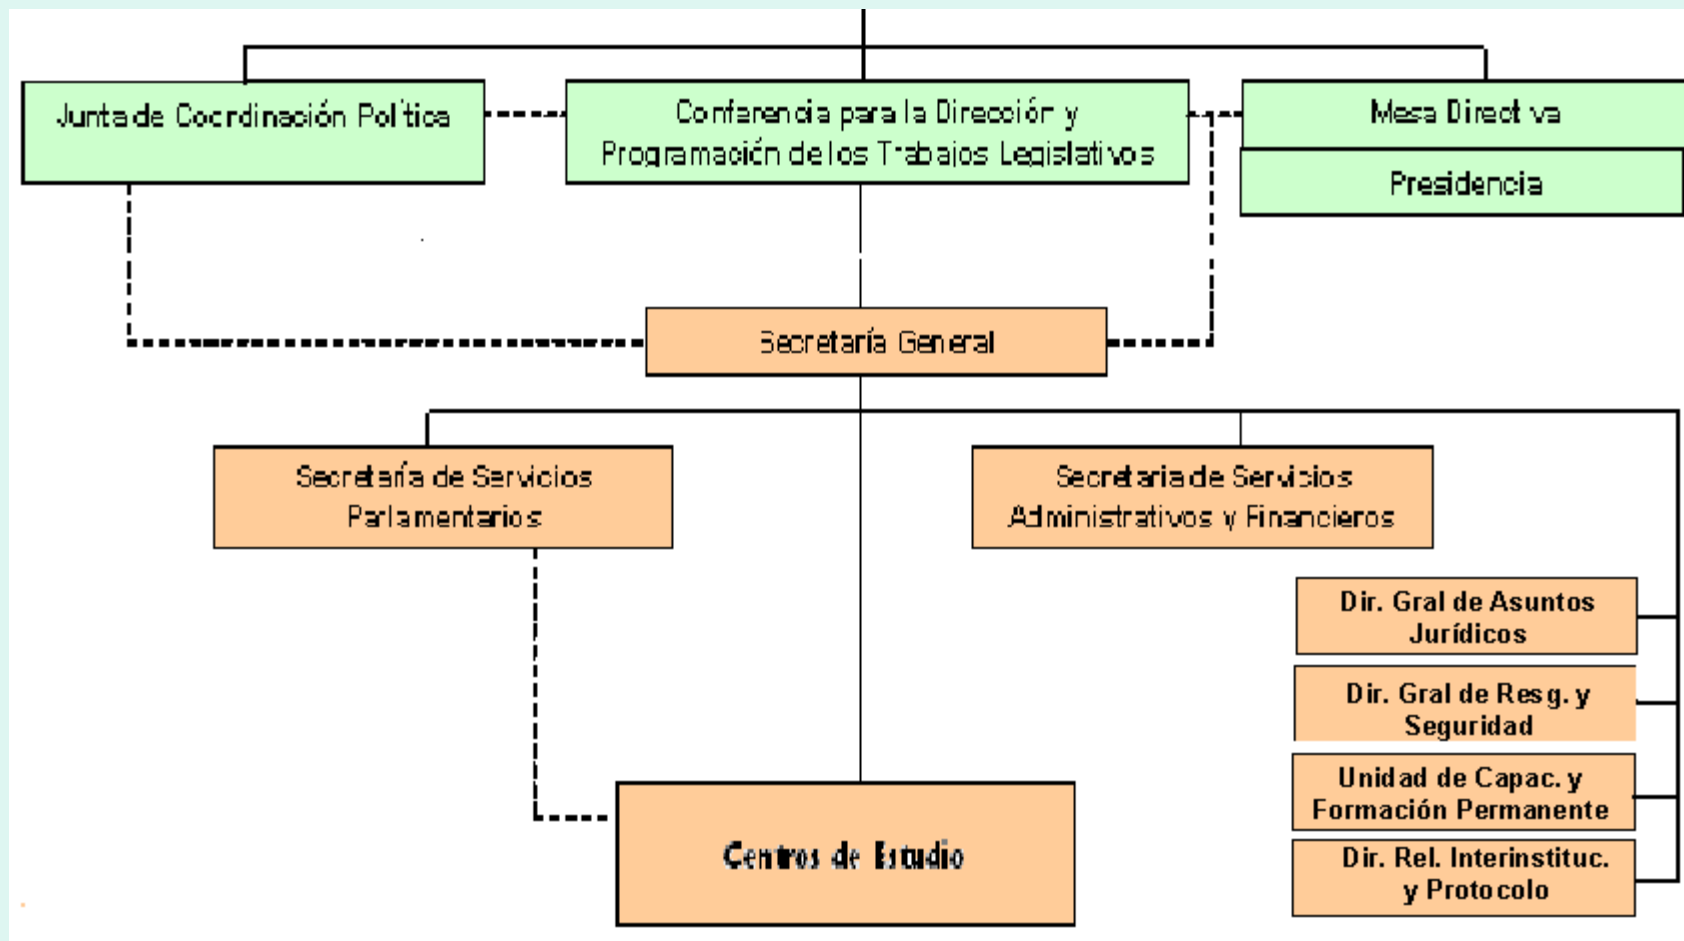 Junta de Coordinación Política
Conferencia para la Dirección y
Programación de los Trabajos Legislativos
Mesa Directiva
Presidencia
Secretaría General
Secretaría de Servicios
Parlamentarios
Secretaria de Servicios
Administrativos y Financieros
Dir. Gral de Asuntos
Jurídicos
Dir. Gral de Resg. y
Seguridad
Unidad de Capac. y
Formación Permanente
Dir. Rel. Interinstituc.
y Protocolo
Centros de Estudio